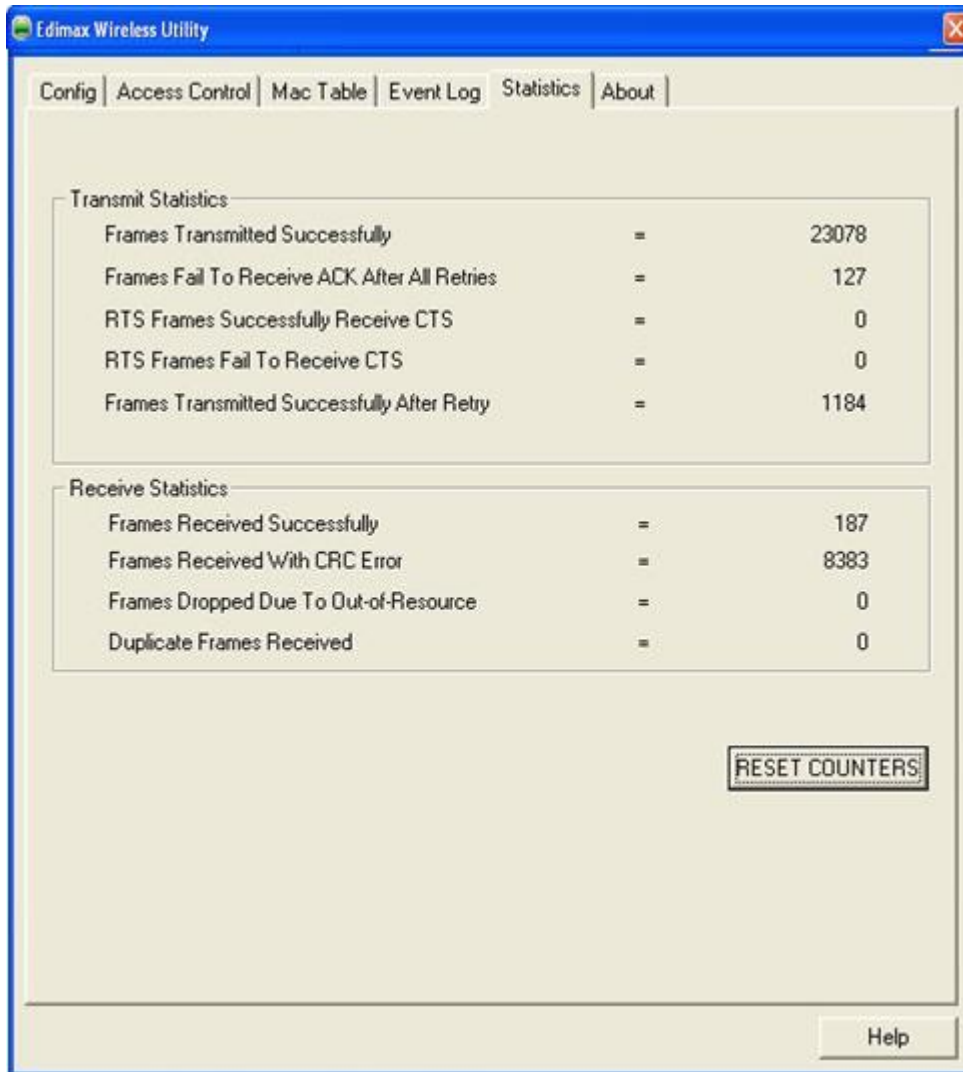 Edimax Wireless Utility
Config Access Control Mac Table Event Log Statistics About
Transmit Statistics
Frames Transmitted Successfully = 23078
Frames Fail To Receive ACK After All Retries = 127
RTS Frames Successfully Receive CTS = 0
RTS Frames Fail To Receive CTS = 0
Frames Transmitted Successfully After Retry = 1184
Receive Statistics
Frames Received Successfully = 187
Frames Received With CRC Error = 8383
Frames Dropped Due To Out-of-Resource = 0
Duplicate Frames Received = 0
RESET COUNTERS
Help